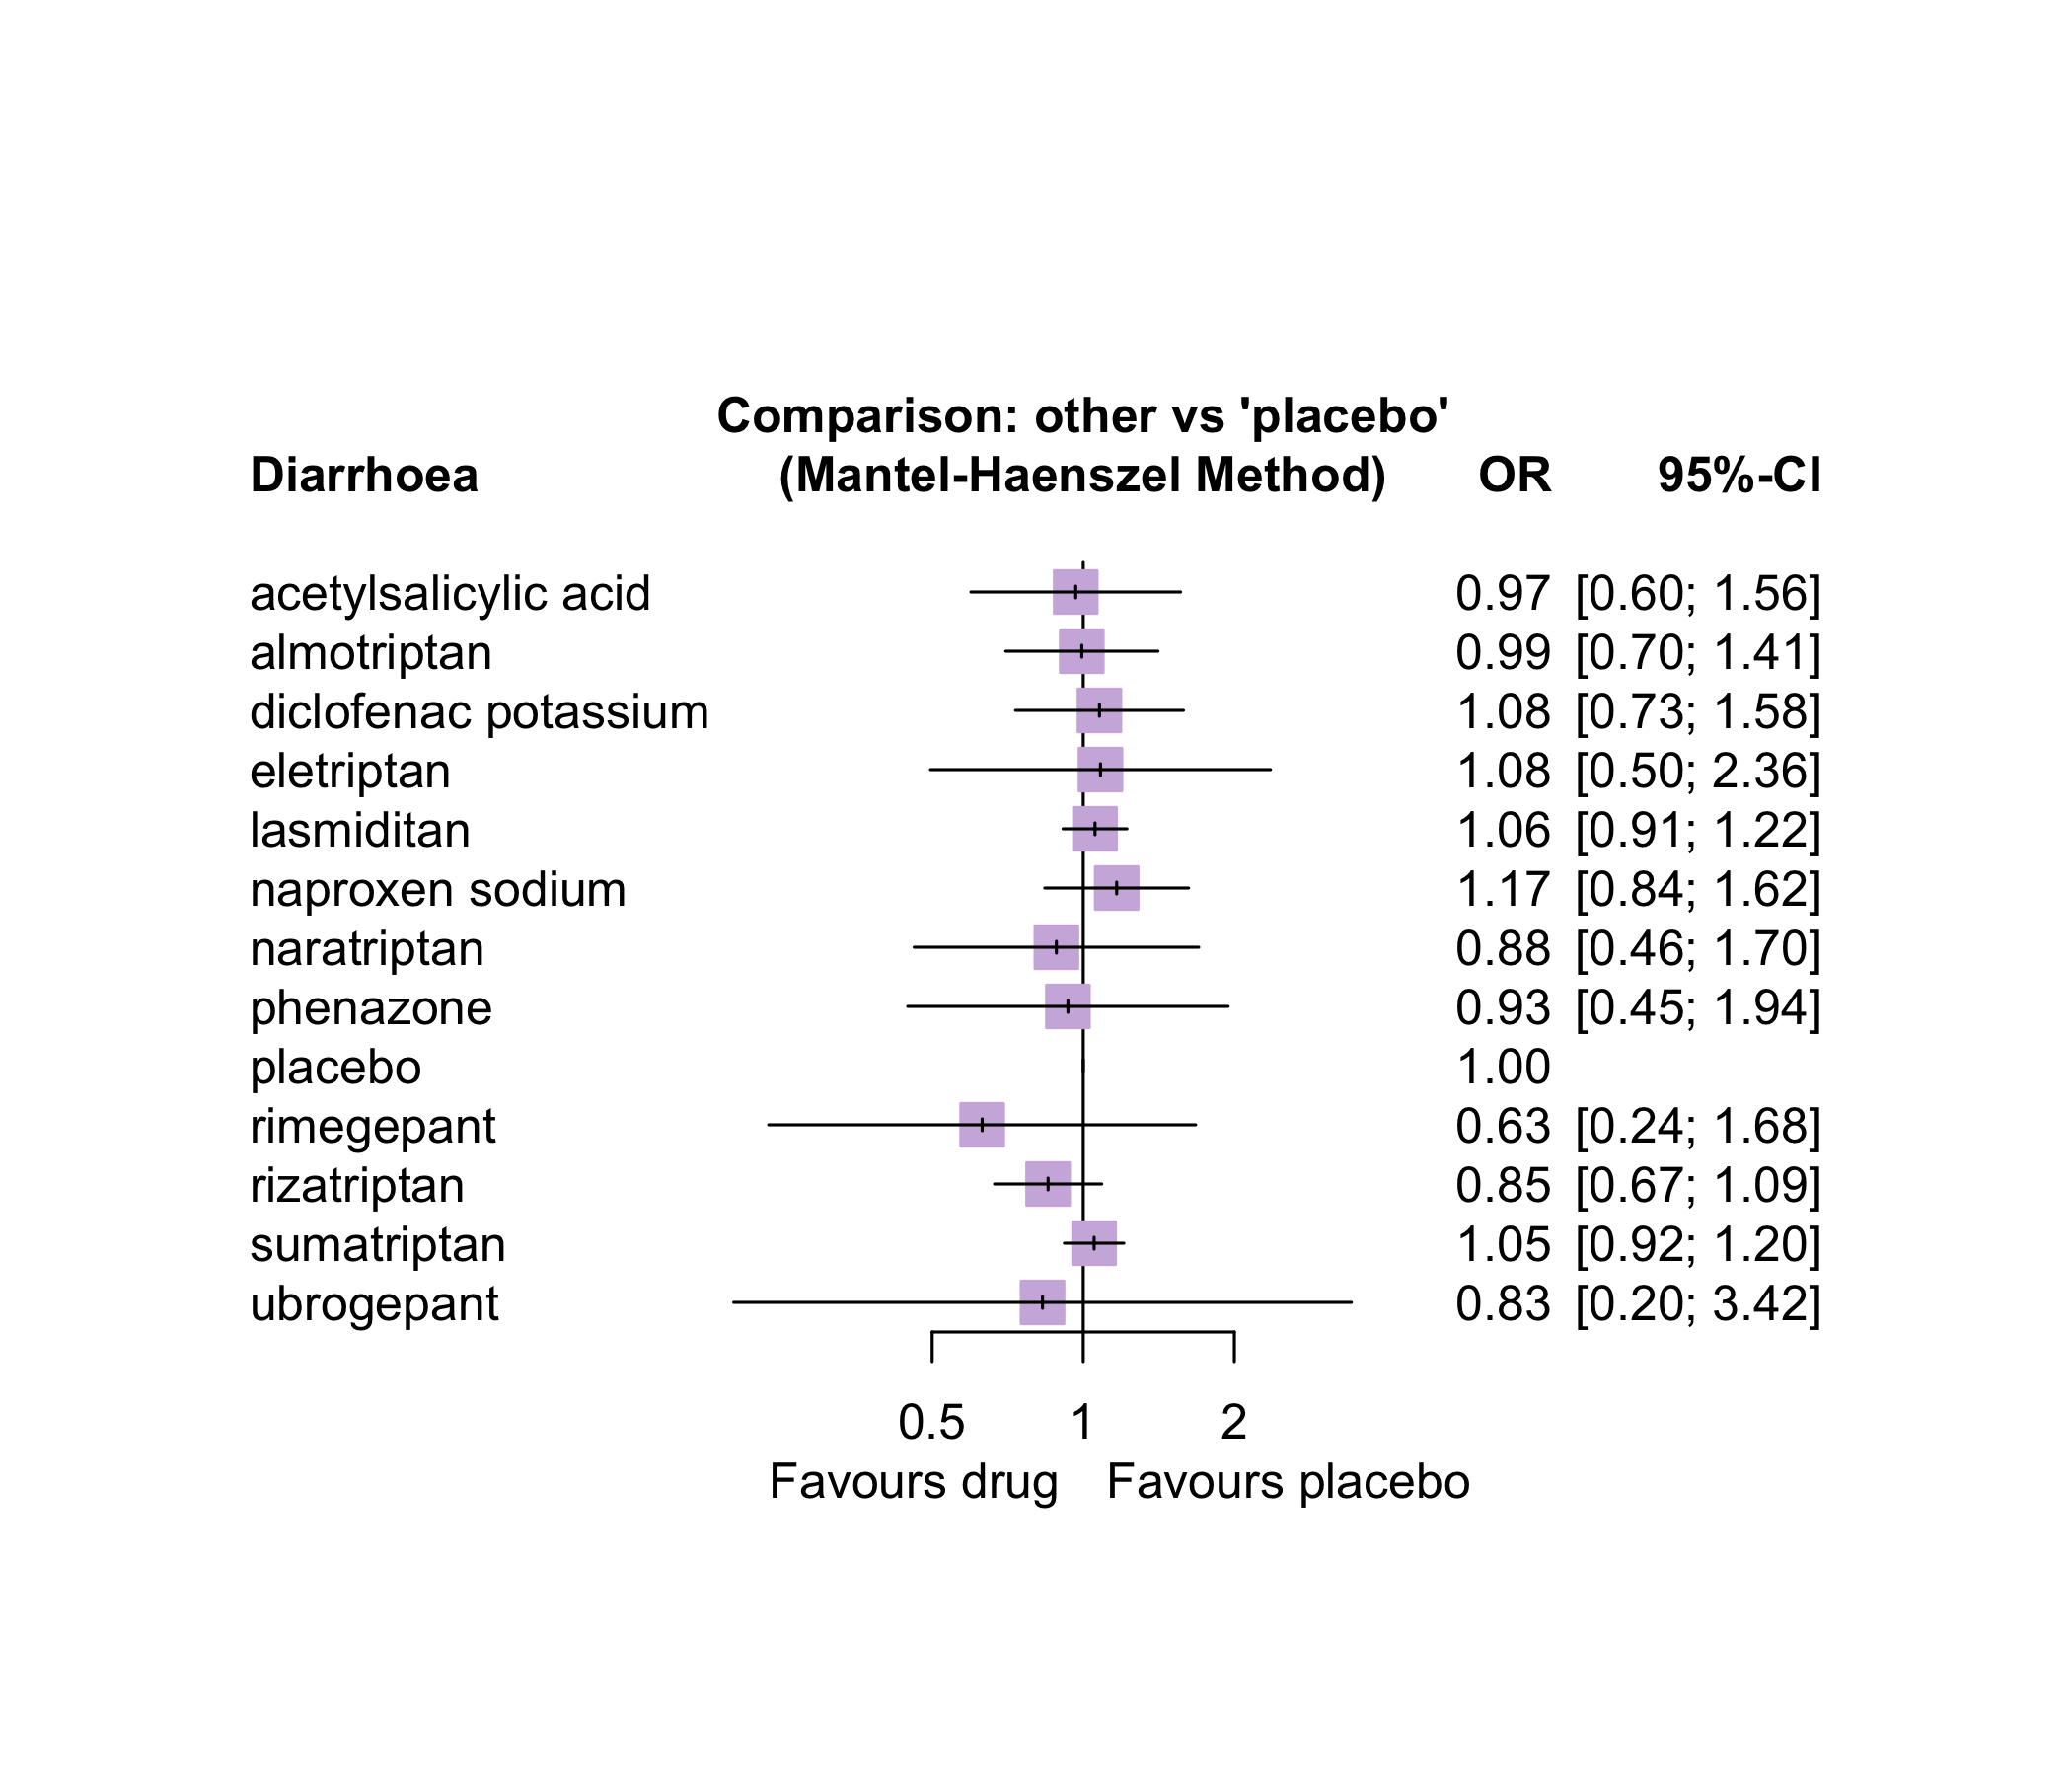 Comparison: other vs 'placebo'
Diarrhoea (Mantel-Haenszel Method) OR 95%-CI
acetylsalicylic acid 0.97 [0.60; 1.56]
almotriptan 0.99 [0.70; 1.41]
diclofenac potassium 1.08 [0.73; 1.58]
eletriptan 1.08 [0.50; 2.36]
lasmiditan 1.06 [0.91; 1.22]
naproxen sodium 1.17 [0.84; 1.62]
naratriptan 0.88 [0.46; 1.70]
phenazone 0.93 [0.45; 1.94]
placebo 1.00
rimegepant 0.63 [0.24; 1.68]
rizatriptan 0.85 [0.67; 1.09]
sumatriptan 1.05 [0.92; 1.20]
ubrogepant 0.83 [0.20; 3.42]
0.5 1 2
Favours drug Favours placebo